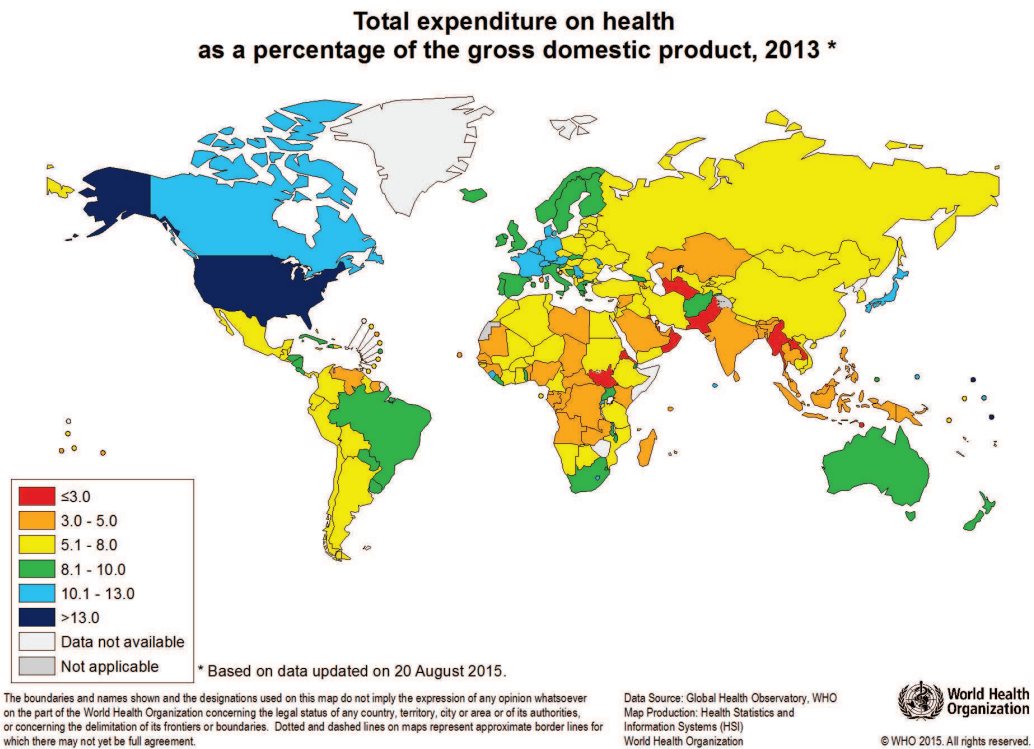 Total expenditure on health
as a percentage of the gross domestic product, 2013 *
≤3.0
3.0 - 5.0
5.1 - 8.0
8.1 - 10.0
10.1 - 13.0
>13.0
Data not available
Not applicable
* Based on data updated on 20 August 2015.
The boundaries and names shown and the designations used on this map do not imply the expression of any opinion whatsoever
on the part of the World Health Organization concerning the legal status of any country, territory, city or area or of its authorities,
or concerning the delimitation of its frontiers or boundaries. Dotted and dashed lines on maps represent approximate border lines for
which there may not yet be full agreement.
Data Source: Global Health Observatory, WHO
Map Production: Health Statistics and
Information Systems (HSI)
World Health Organization
World Health
Organization
© WHO 2015. All rights reserved.